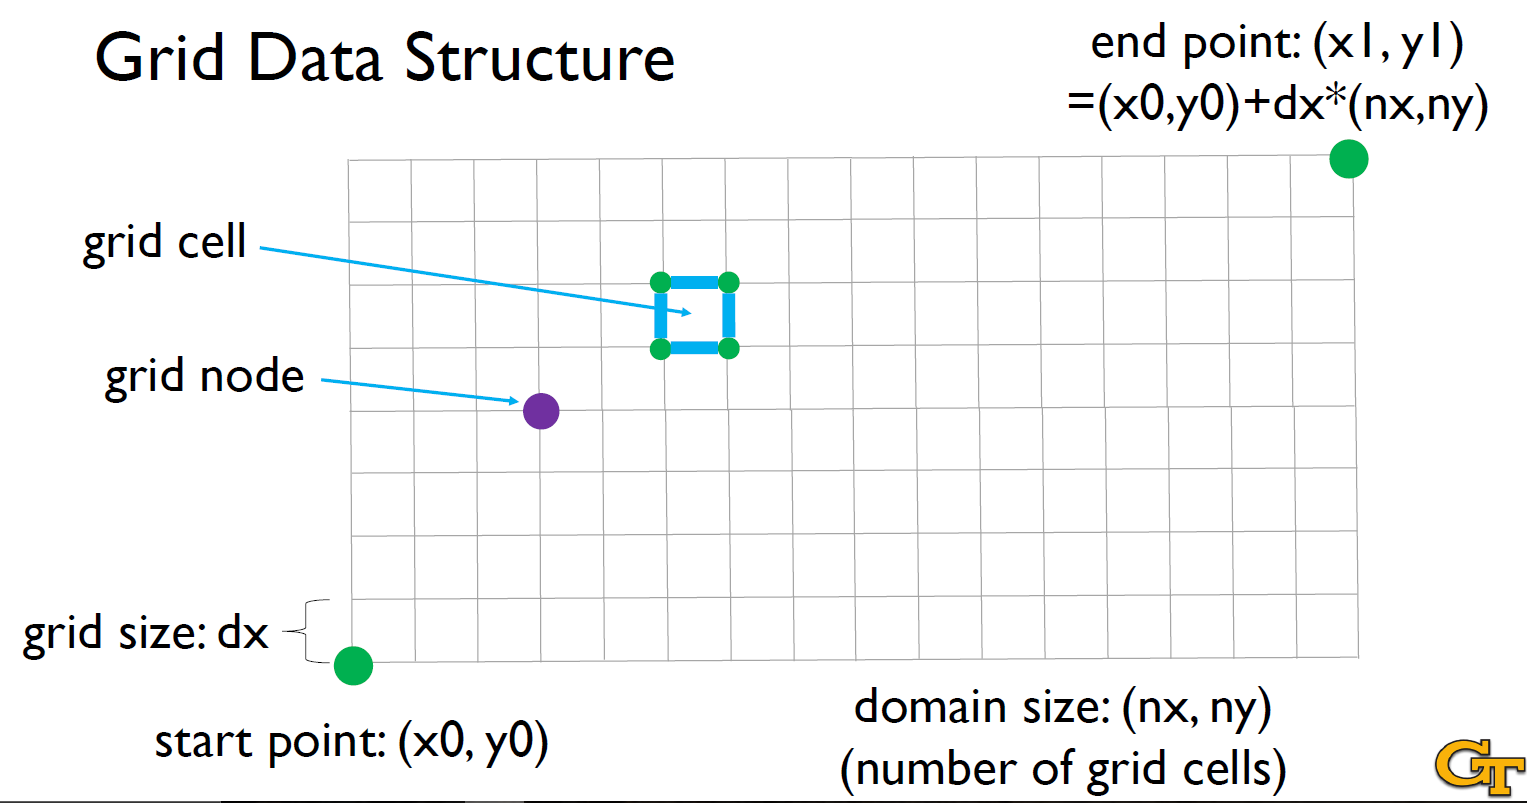 Grid Data Structure
end point: (x1, y1)
=(x0,y0)+dx*(nx,ny)
grid cell
grid node
grid size: dx
start point: (x0, y0)
domain size: (nx, ny)
(number of grid cells)
GT